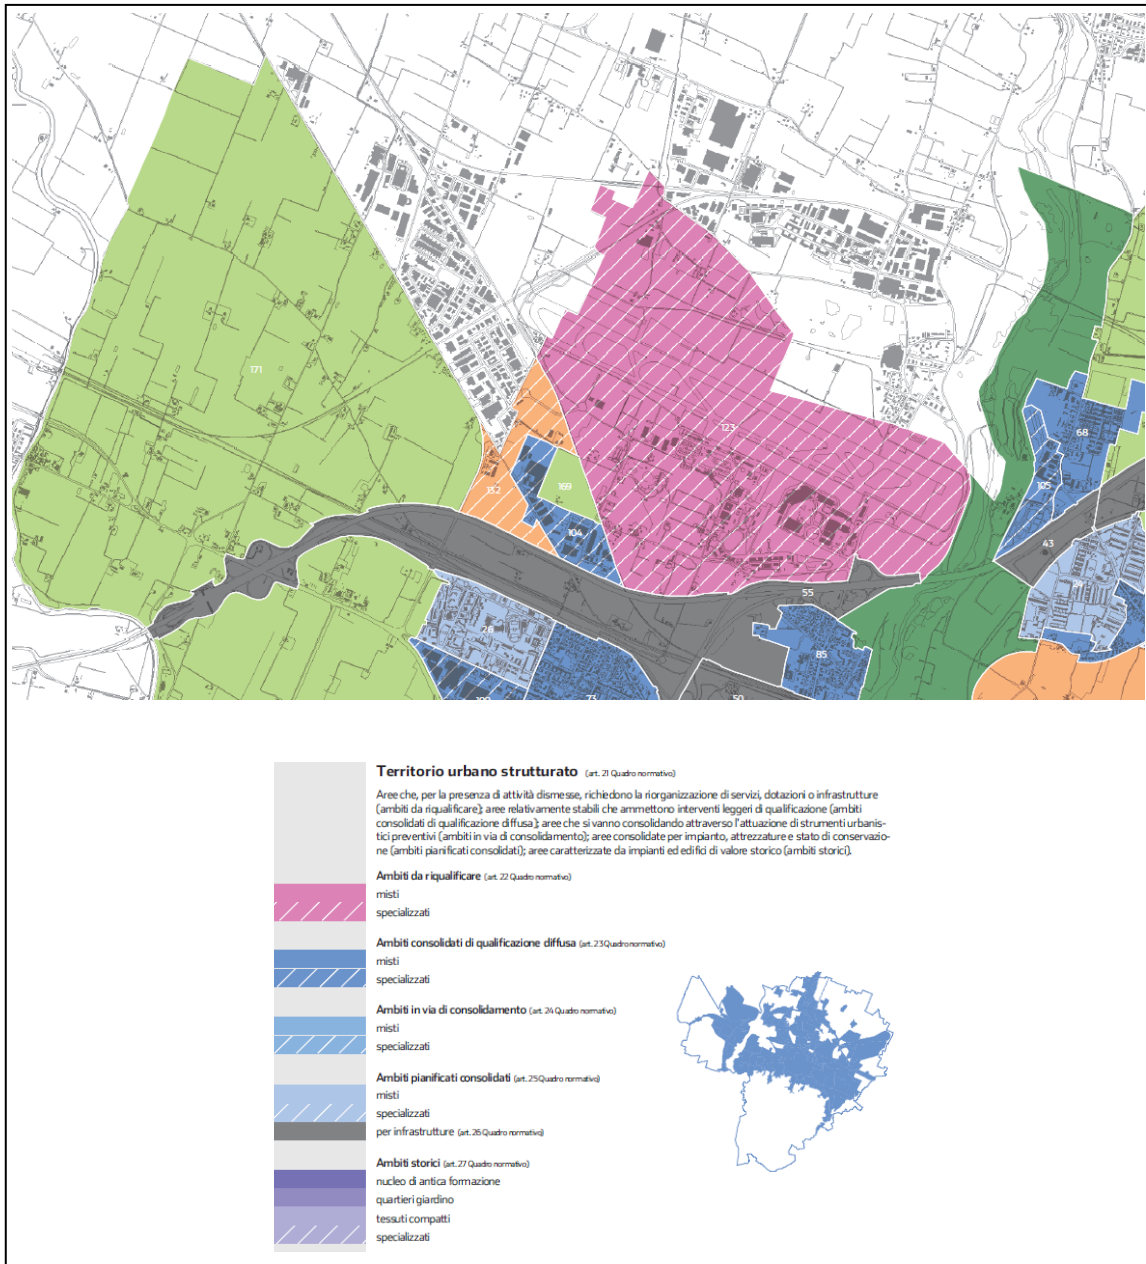 171
123
68
132
169
105
104
43
55
26
85
73
50
Territorio urbano strutturato (art. 21 Quadro normativo)
Aree che, per la presenza di attività dismesse, richiedono la riorganizzazione di servizi, dotazioni o infrastrutture
(ambiti da riqualificare); aree relativamente stabili che ammettono interventi leggeri di qualificazione (ambiti
consolidati di qualificazione diffusa); aree che si vanno consolidando attraverso l'attuazione di strumenti urbanis-
tici preventivi (ambiti in via di consolidamento); aree consolidate per impianto, attrezzature e stato di conservazio-
ne (ambiti pianificati consolidati); aree caratterizzate da impianti ed edifici di valore storico (ambiti storici).
Ambiti da riqualificare (art. 22 Quadro normativo)
misti
specializzati
Ambiti consolidati di qualificazione diffusa (art. 23 Quadro normativo)
misti
specializzati
Ambiti in via di consolidamento (art. 24 Quadro normativo)
misti
specializzati
Ambiti pianificati consolidati (art. 25 Quadro normativo)
misti
specializzati
per infrastrutture (art. 26 Quadro normativo)
Ambiti storici (art. 27 Quadro normativo)
nucleo di antica formazione
quartieri giardino
tessuti compatti
specializzati